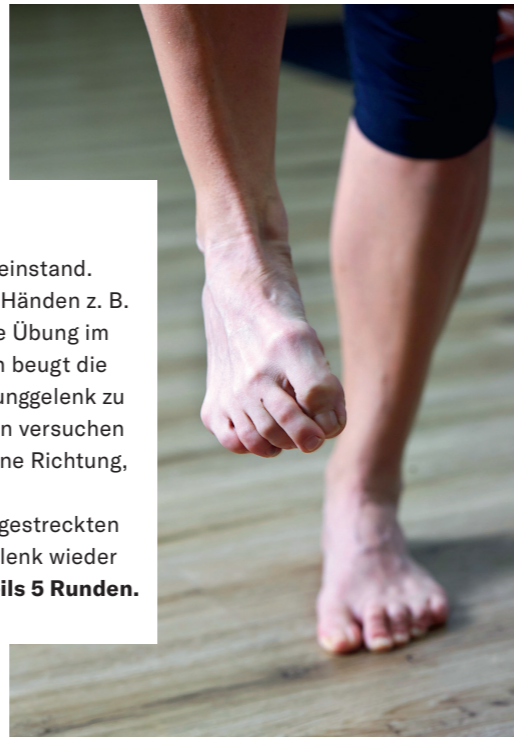 einstand.
Händen z. B.
e Übung im
beugt die
unggelenk zu
n versuchen
ne Richtung,
gestreckten
lenk wieder
ils 5 Runden.